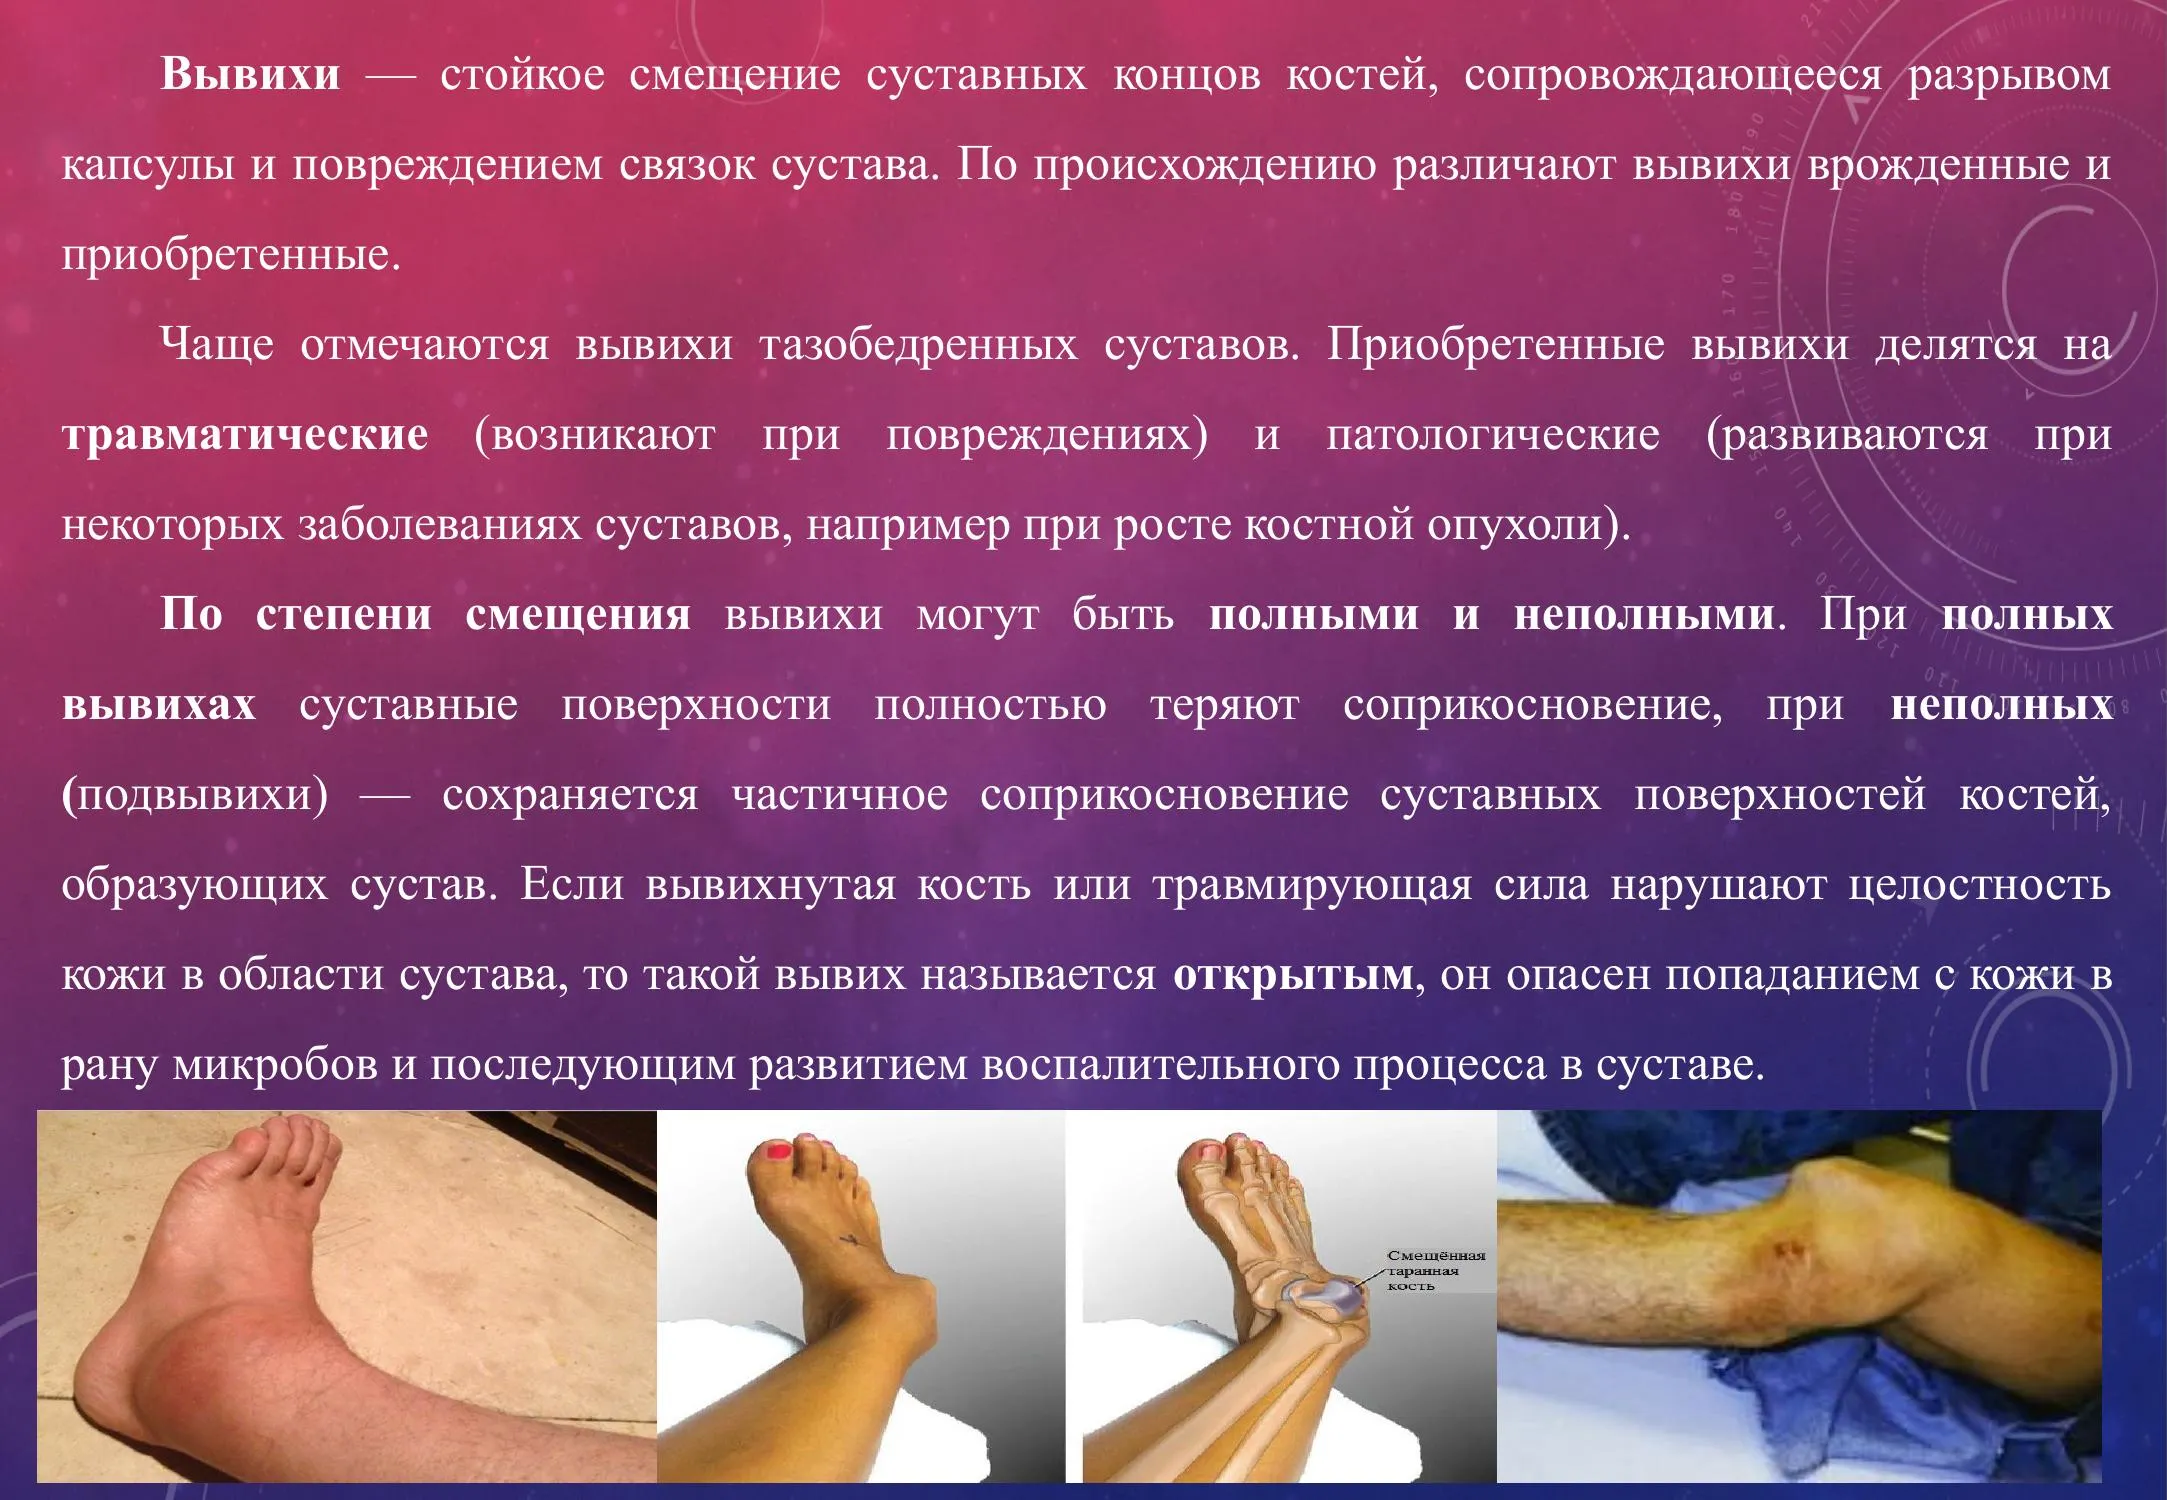 Вывихи — стойкое смещение суставных концов костей, сопровождающееся разрывом
капсулы и повреждением связок сустава. По происхождению различают вывихи врожденные и
приобретенные.
Чаще отмечаются вывихи тазобедренных суставов. Приобретенные вывихи делятся на
травматические (возникают при повреждениях) и патологические (развиваются при
некоторых заболеваниях суставов, например при росте костной опухоли).
По степени смещения вывихи могут быть полными и неполными. При полных
вывихах суставные поверхности полностью теряют соприкосновение, при неполных
(подвывихи) — сохраняется частичное соприкосновение суставных поверхностей костей,
образующих сустав. Если вывихнутая кость или травмирующая сила нарушают целостность
кожи в области сустава, то такой вывих называется открытым, он опасен попаданием с кожи в
рану микробов и последующим развитием воспалительного процесса в суставе.
Смещённая
таранная
кость